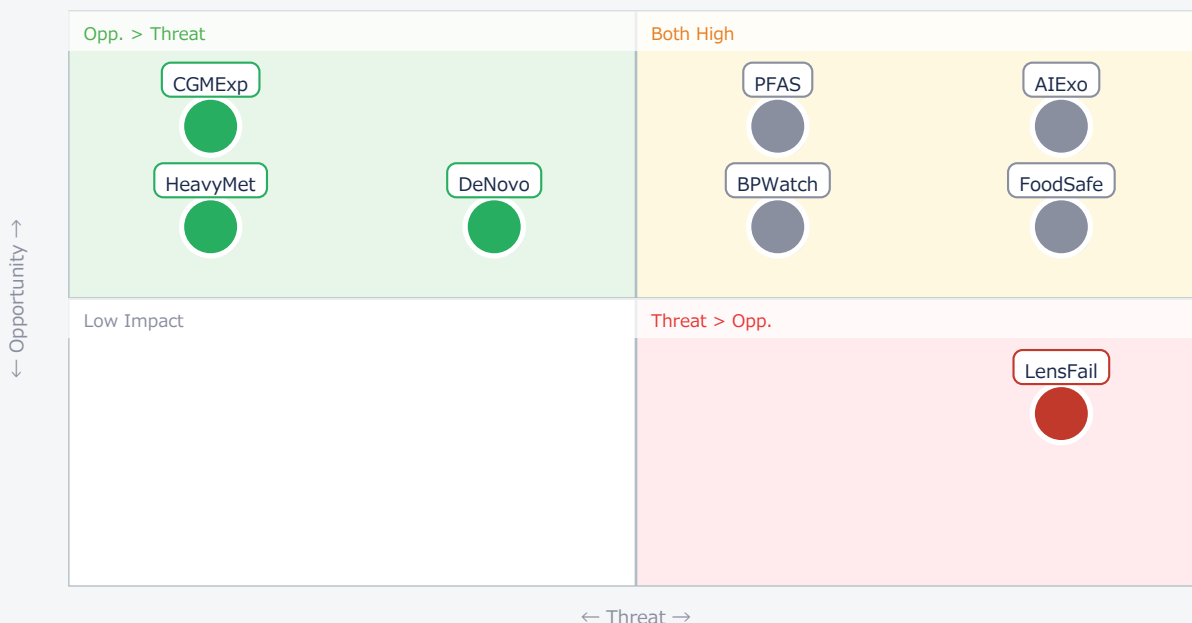 Opp. > Threat
Both High
CGMExp
PFAS
AIExo
HeavyMet
DeNovo
BPWatch
FoodSafe
← Opportunity →
Low Impact
Threat > Opp.
LensFail
← Threat →